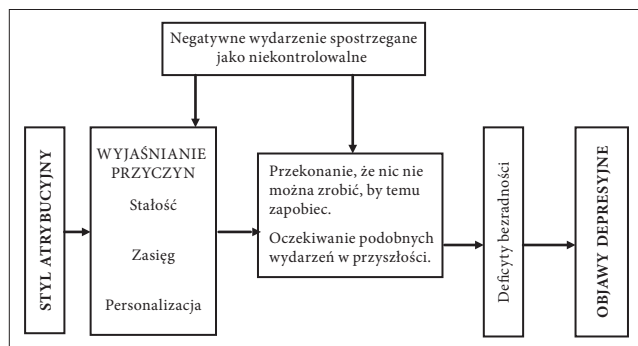 Negatywne wydarzenie spostrzegane
jako niekontrolowalne
STYL ATRYBUCYJNY
WYJAŚNIANIE
PRZYCZYN
Stałość
Zasięg
Personalizacja
Przekonanie, że nic nie
można zrobić, by temu
zapobiec.
Oczekiwanie podobnych
wydarzeń w przyszłości.
Deficyty bezradności
OBJAWY DEPRESYJNE